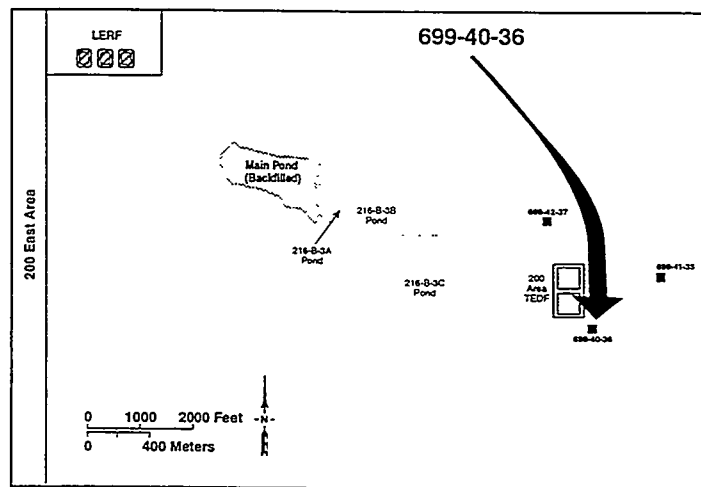 LERF
699-40-36
200 East Area
Main Pond
(Backfilled)
216-B-3B
Pond
216-B-3A
Pond
216-B-3C
Pond
699-42-37
699-41-35
200
Area
TEDF
699-40-36
0 1000 2000 Feet
0 400 Meters
-N-